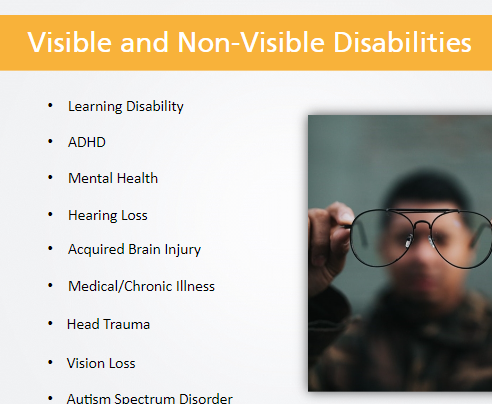 Visible and Non-Visible Disabilities
• Learning Disability
• ADHD
• Mental Health
• Hearing Loss
• Acquired Brain Injury
• Medical/Chronic Illness
• Head Trauma
• Vision Loss
• Autism Spectrum Disorder